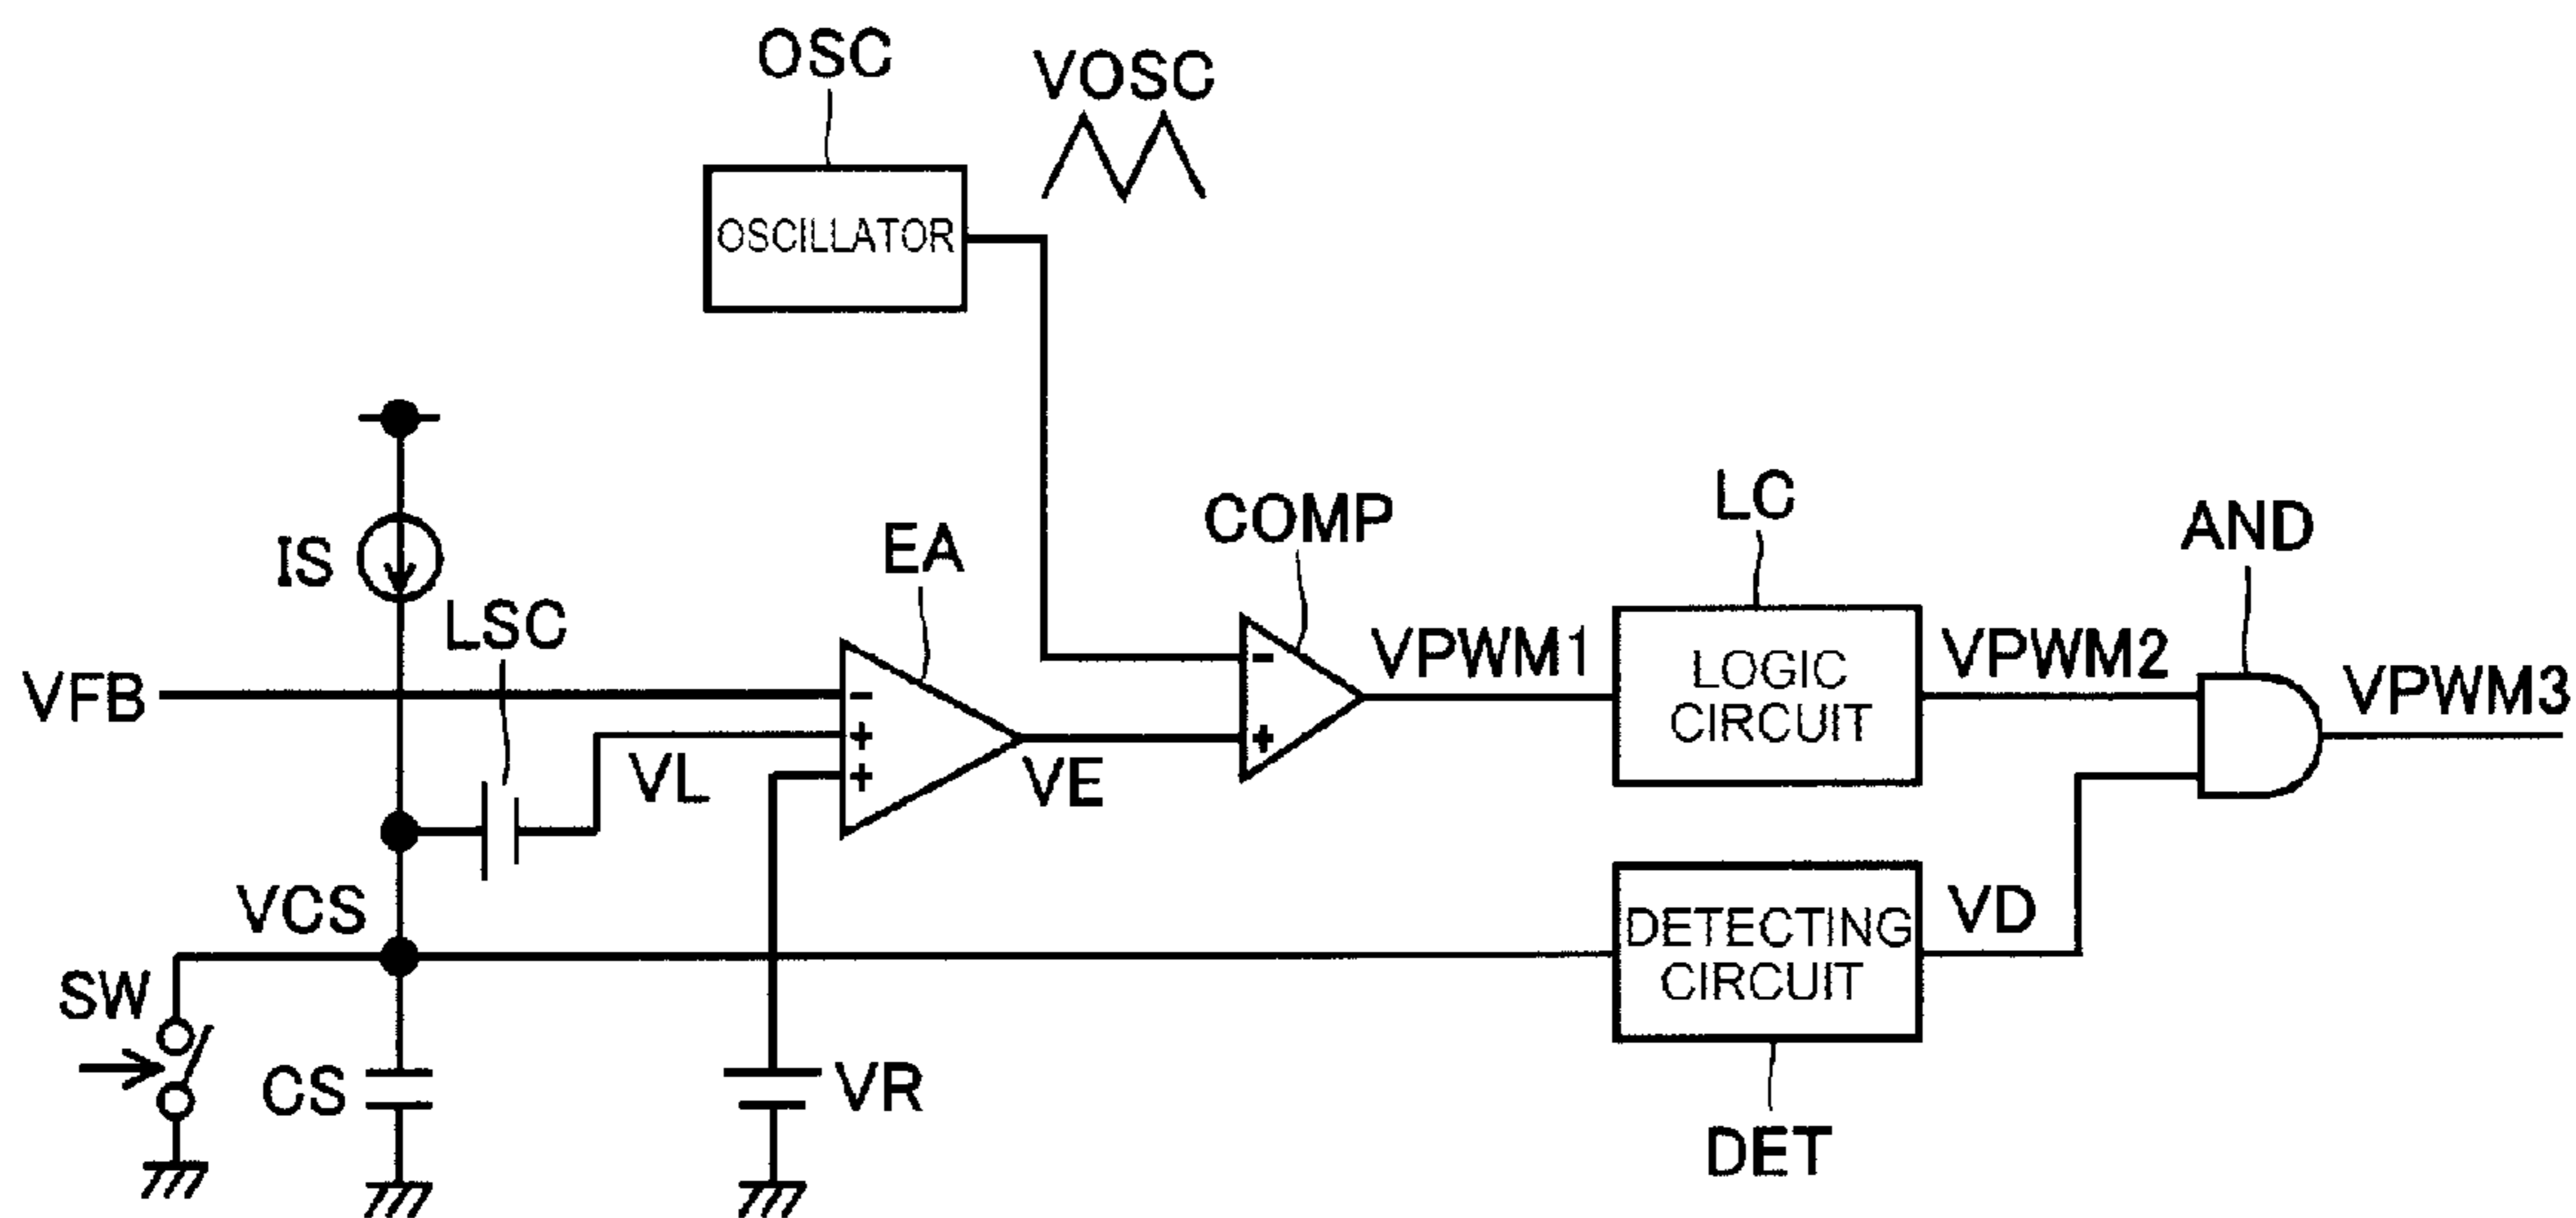 OSC
VOSC
OSCILLATOR
IS
LSC
EA
COMP
LC
AND
VFB
-
+
+
VL
VE
-
+
VPWM1
LOGIC
CIRCUIT
VPWM2
VPWM3
VCS
SW
CS
VR
DETECTING
CIRCUIT
VD
DET